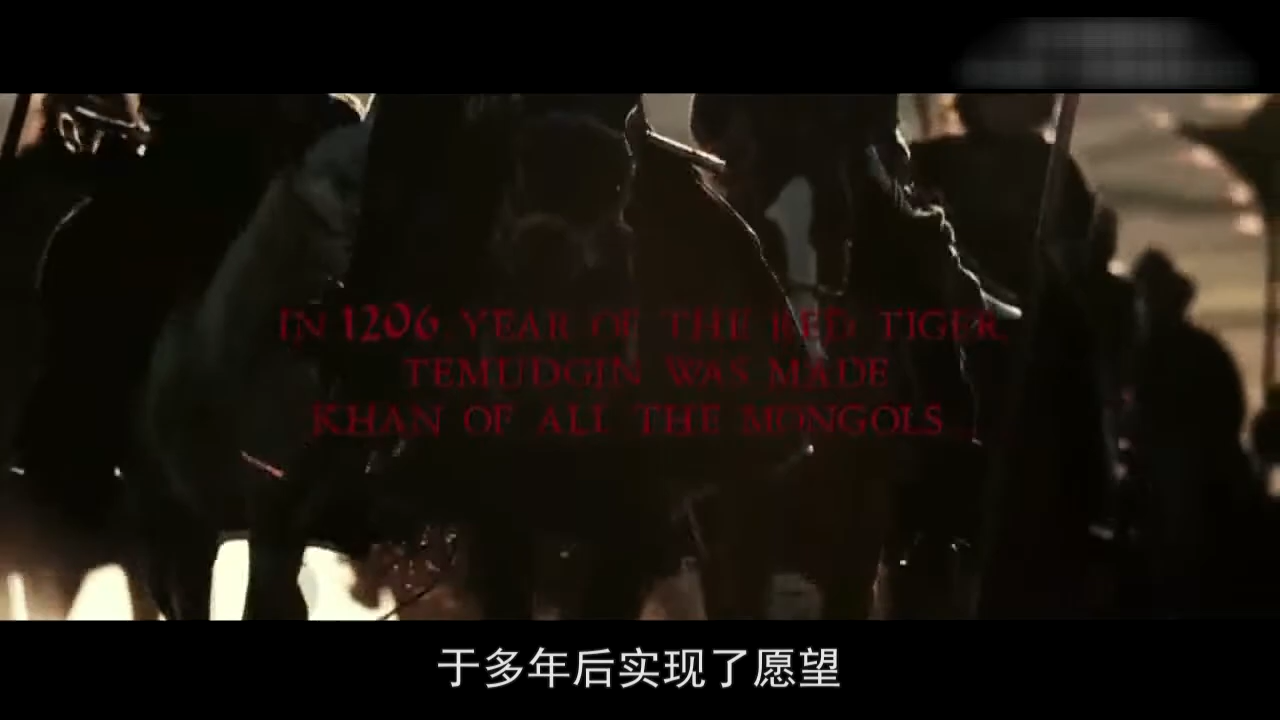 IN 1206 YEAR OF THE RED TIGER,
TEMUDGIN WAS MADE
KHAN OF ALL THE MONGOLS...
于多年后实现了愿望